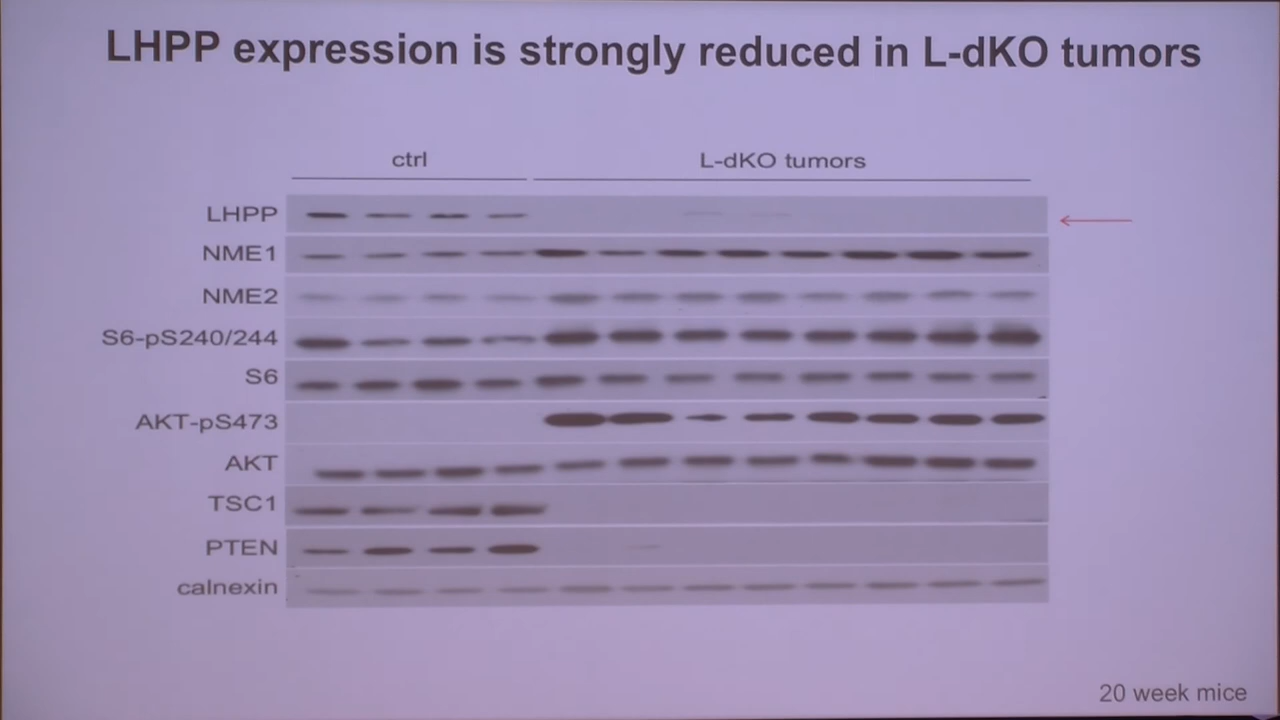 LHPP expression is strongly reduced in L-dKO tumors
ctrl
L-dKO tumors
LHPP
NME1
NME2
S6-pS240/244
S6
AKT-pS473
AKT
TSC1
PTEN
calnexin
20 week mice